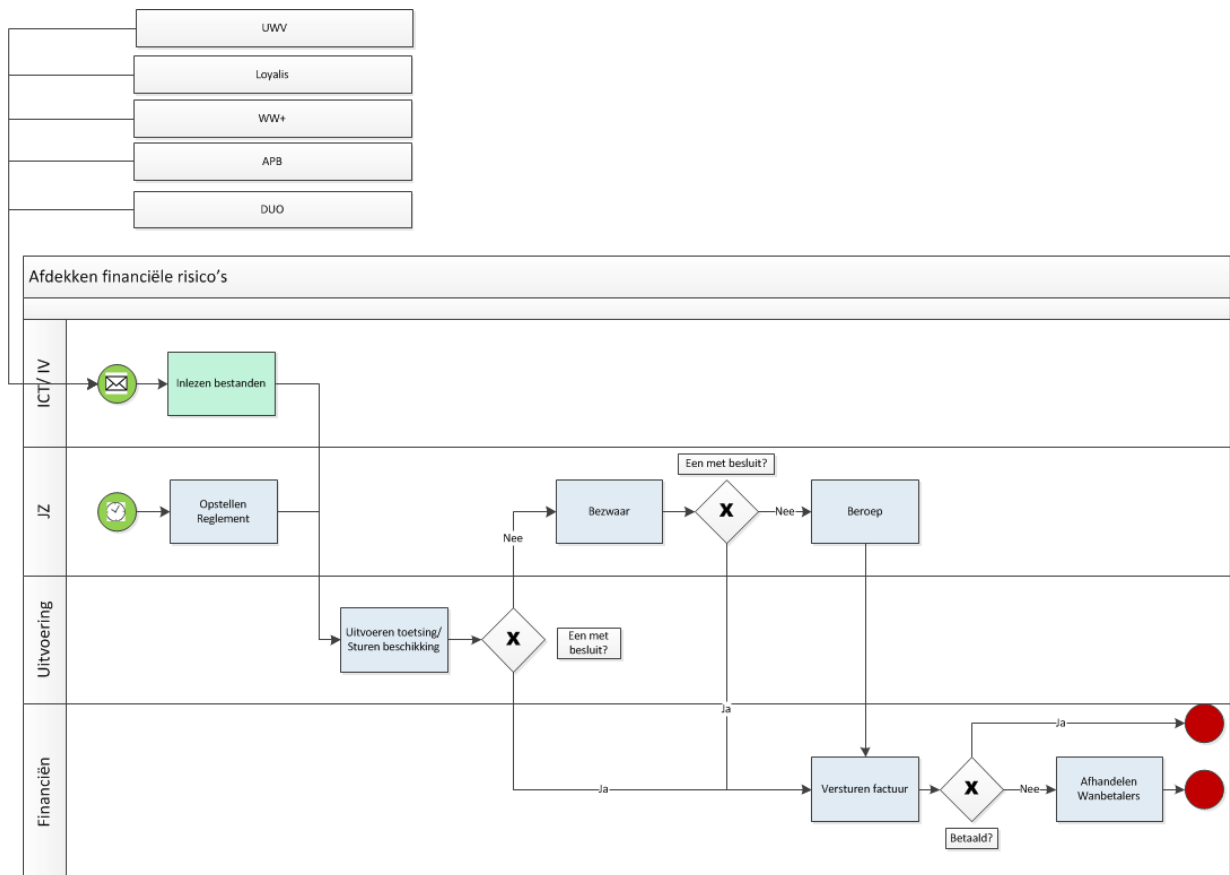 UWV
Loyalis
WW+
APB
DUO
Afdekken financiële risico's
ICT/ IV
Inlezen bestanden
JZ
Opstellen
Reglement
Bezwaar
Een met besluit?
X
Nee
Beroep
Nee
Uitvoering
Uitvoeren toetsing/
Sturen beschikking
X
Een met
besluit?
Ja
Financiën
Ja
Versturen factuur
X
Betaald?
Ja
Nee
Afhandelen
Wanbetalers